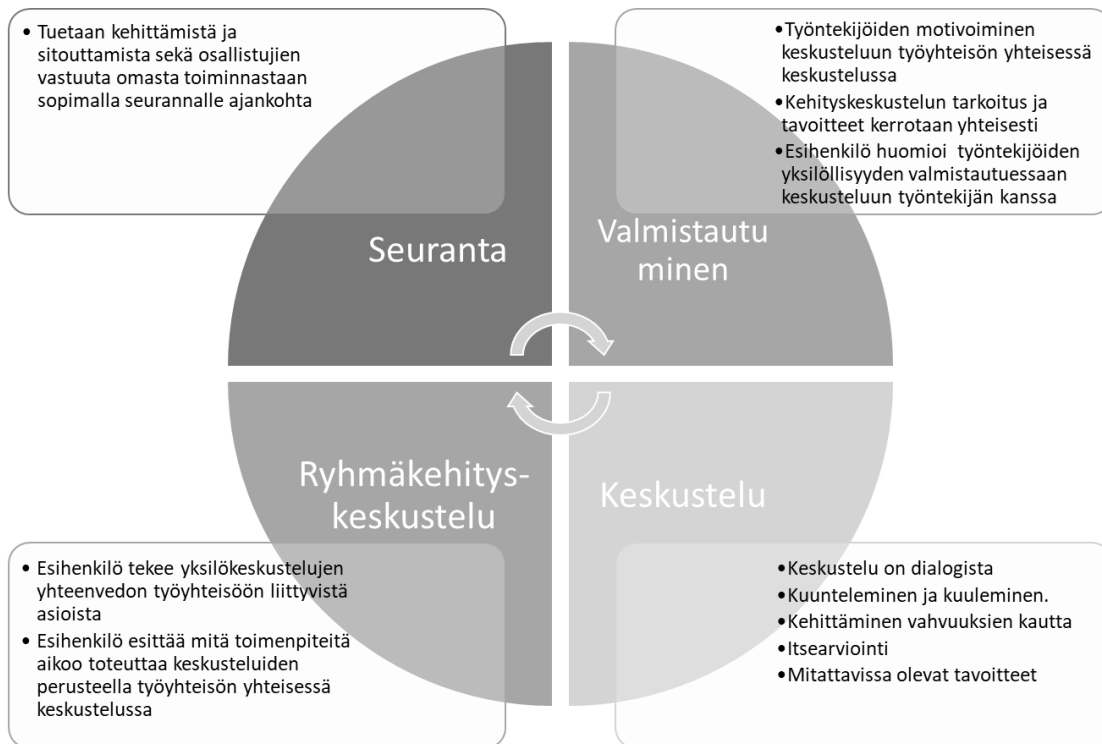 • Tuetaan kehittämistä ja
sitouttamista sekä osallistujien
vastuuta omasta toiminnastaan
sopimalla seurannalle ajankohta
•Työntekijöiden motivoiminen
keskusteluun työyhteisön yhteisessä
keskustelussa
•Kehityskeskustelun tarkoitus ja
tavoitteet kerrotaan yhteisesti
•Esihenkilö huomioi työntekijöiden
yksilöllisyyden valmistautuessaan
keskusteluun työntekijän kanssa
Seuranta
Valmistautu
minen
Ryhmäkehitys-
keskustelu
Keskustelu
• Esihenkilö tekee yksilökeskustelujen
yhteenvedon työyhteisöön liittyvistä
asioista
• Esihenkilö esittää mitä toimenpiteitä
aikoo toteuttaa keskusteluiden
perusteella työyhteisön yhteisessä
keskustelussa
•Keskustelu on dialogista
•Kuunteleminen ja kuuleminen.
•Kehittäminen vahvuuksien kautta
•Itsearviointi
•Mitattavissa olevat tavoitteet